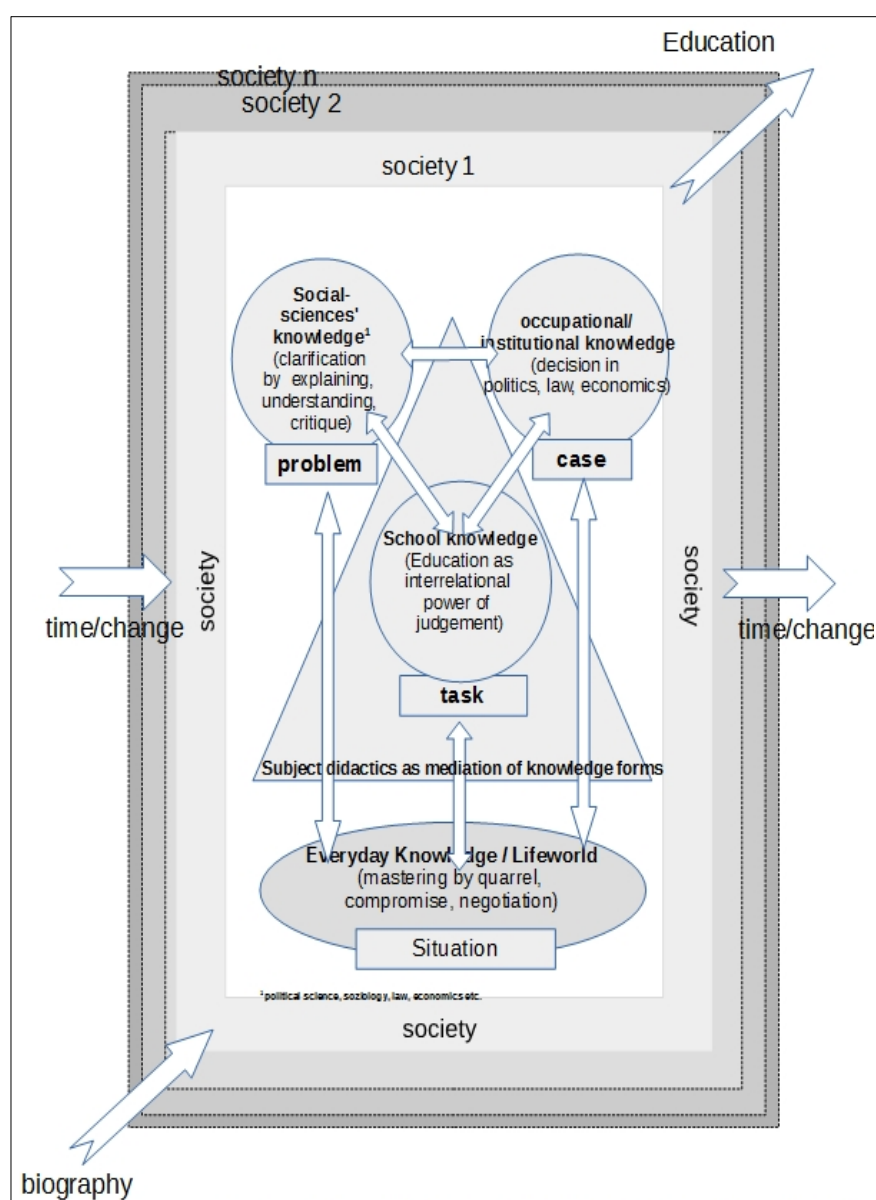 Education
society n
society 2
society 1
Social-
sciences'
knowledge¹
(clarification
by explaining,
understanding,
critique)
problem
occupational/
institutional knowledge
(decision in
politics, law, economics)
case
School knowledge
(Education as
interrelational
power of
judgement)
task
society
society
time/change
time/change
Subject didactics as mediation of knowledge forms
Everyday Knowledge / Lifeworld
(mastering by quarrel,
compromise, negotiation)
Situation
¹political science, soziology, law, economics etc.
society
biography